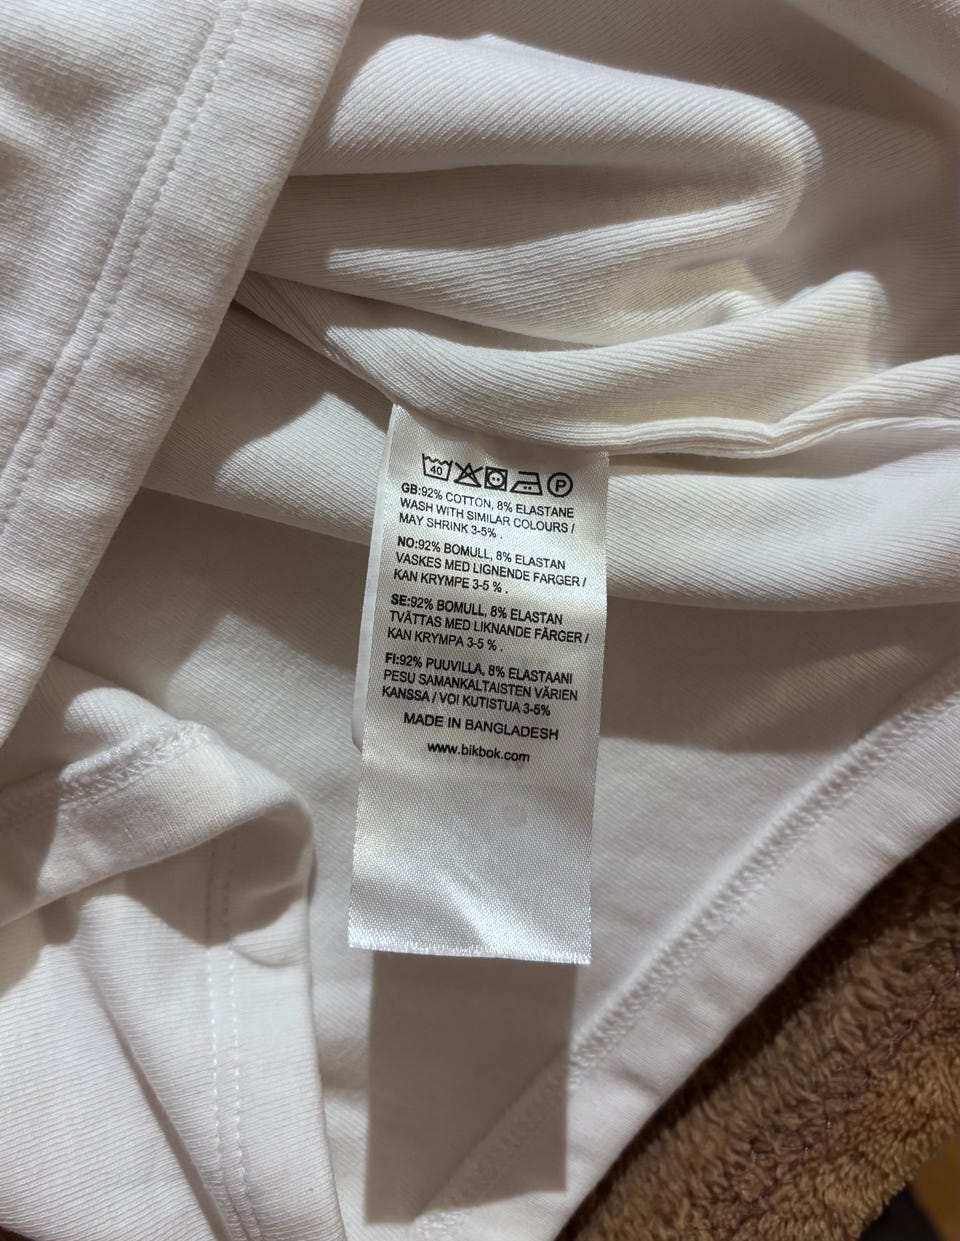 40 P
GB:92% COTTON, 8% ELASTANE
WASH WITH SIMILAR COLOURS /
MAY SHRINK 3-5% .
NO:92% BOMULL, 8% ELASTAN
VASKES MED LIGNENDE FARGER /
KAN KRYMPE 3-5 % .
SE:92% BOMULL, 8% ELASTAN
TVÄTTAS MED LIKNANDE FÄRGER /
KAN KRYMPA 3-5 % .
FI:92% PUUVILLA, 8% ELASTAANI
PESU SAMANKALTAISTEN VÄRIEN
KANSSA / VOI KUTISTUA 3-5%
MADE IN BANGLADESH
www.bikbok.com